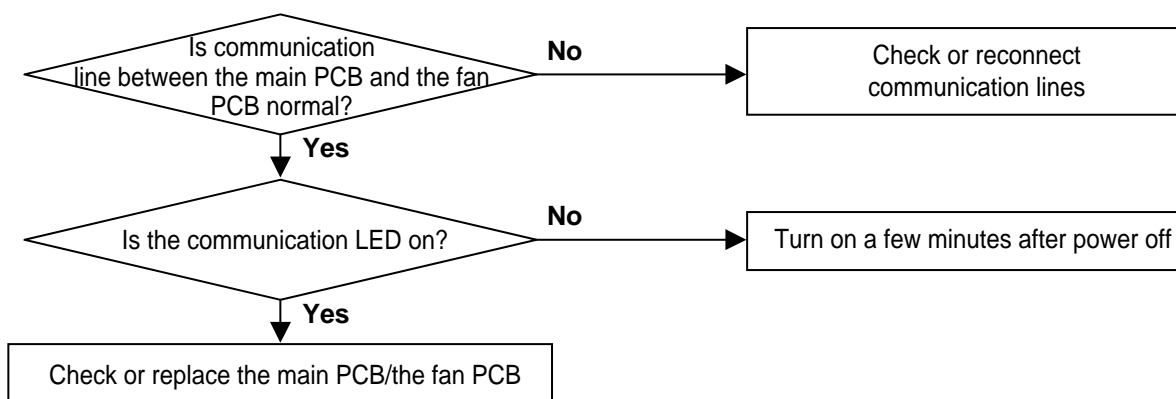 Is communication
line between the main PCB and the fan
PCB normal?
No
Check or reconnect
communication lines
Yes
Is the communication LED on?
No
Turn on a few minutes after power off
Yes
Check or replace the main PCB/the fan PCB